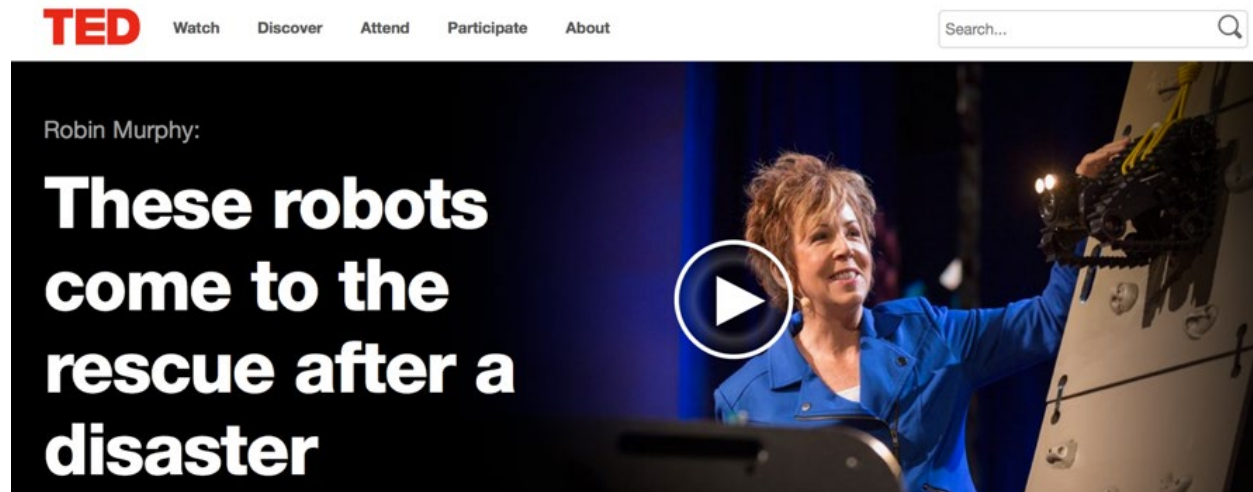 TED Watch Discover Attend Participate About Search...
Robin Murphy:
These robots
come to the
rescue after a
disaster